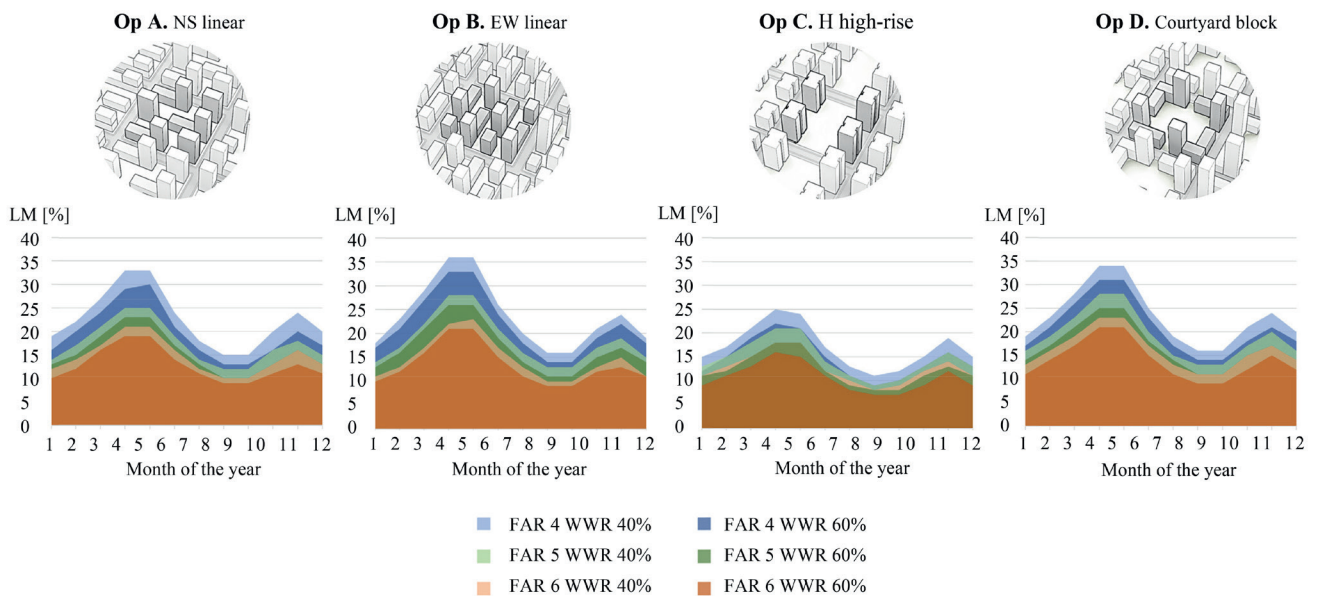 Op A. NS linear
Op B. EW linear
Op C. H high-rise
Op D. Courtyard block
LM [%]
LM [%]
LM [%]
LM [%]
40
35
30
25
20
15
10
5
0
1 2 3 4 5 6 7 8 9 10 11 12
Month of the year
40
35
30
25
20
15
10
5
0
1 2 3 4 5 6 7 8 9 10 11 12
Month of the year
40
35
30
25
20
15
10
5
0
1 2 3 4 5 6 7 8 9 10 11 12
Month of the year
40
35
30
25
20
15
10
5
0
1 2 3 4 5 6 7 8 9 10 11 12
Month of the year
FAR 4 WWR 40%
FAR 4 WWR 60%
FAR 5 WWR 40%
FAR 5 WWR 60%
FAR 6 WWR 40%
FAR 6 WWR 60%